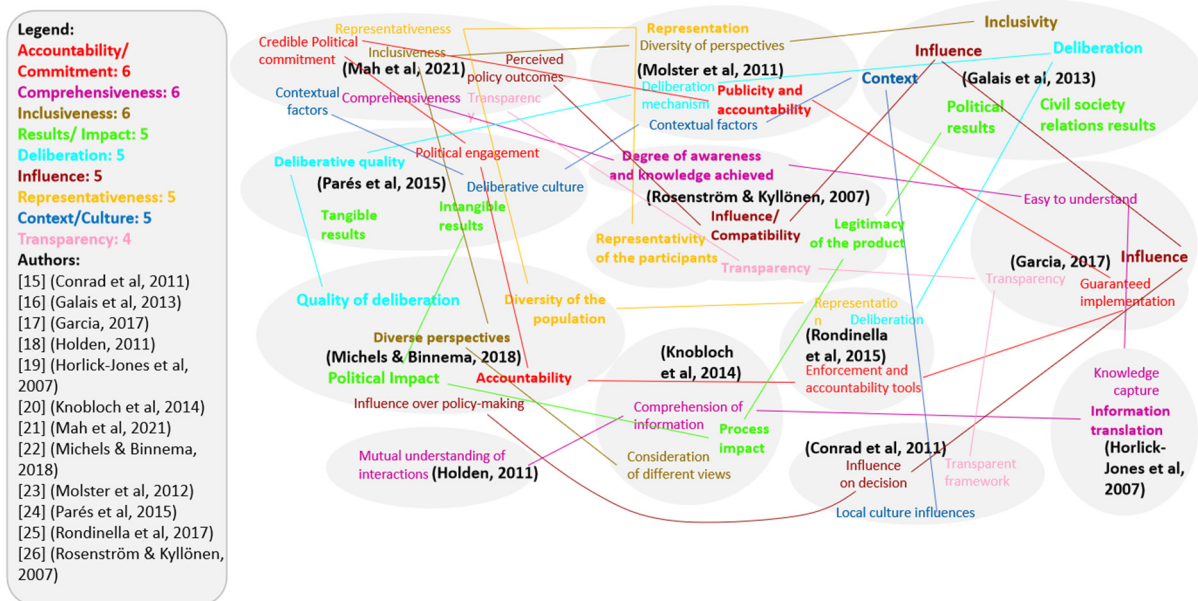 Legend:
Accountability/
Commitment: 6
Comprehensiveness: 6
Inclusiveness: 6
Results/ Impact: 5
Deliberation: 5
Influence: 5
Representativeness: 5
Context/Culture: 5
Transparency: 4
Authors:
[15] (Conrad et al, 2011)
[16] (Galais et al, 2013)
[17] (Garcia, 2017)
[18] (Holden, 2011)
[19] (Horlick-Jones et al,
2007)
[20] (Knobloch et al, 2014)
[21] (Mah et al, 2021)
[22] (Michels & Binnema,
2018)
[23] (Molster et al, 2012)
[24] (Parés et al, 2015)
[25] (Rondinella et al, 2017)
[26] (Rosenström & Kyllönen,
2007)
Representativeness
Credible Political
commitment
Inclusiveness
(Mah et al, 2021)
Perceived
policy outcomes
Contextual
factors
Comprehensiveness
Transparenc
y
Representation
Diversity of perspectives
(Molster et al, 2011)
Deliberation
mechanism
Publicity and
accountability
Contextual factors
Inclusivity
Influence
Deliberation
Context
(Galais et al, 2013)
Political
results
Civil society
relations results
Deliberative quality
Political engagement
(Parés et al, 2015)
Deliberative culture
Tangible
results
Intangible
results
Degree of awareness
and knowledge achieved
(Rosenström & Kyllönen, 2007)
Influence/
Compatibility
Legitimacy
of the product
Representativity
of the participants
Transparency
Easy to understand
(Garcia, 2017)
Influence
Transparency
Guaranteed
implementation
Quality of deliberation
Diversity of the
population
Diverse perspectives
(Michels & Binnema, 2018)
Political Impact
Accountability
Influence over policy-making
Representatio
n
Deliberation
(Rondinella
et al, 2015)
Enforcement and
accountability tools
(Knobloch
et al, 2014)
Comprehension of
information
Process
impact
Consideration
of different views
Knowledge
capture
Information
translation
(Horlick-
Jones et al,
2007)
Mutual understanding of
interactions (Holden, 2011)
(Conrad et al, 2011)
Influence
on decision
Transparent
framework
Local culture influences